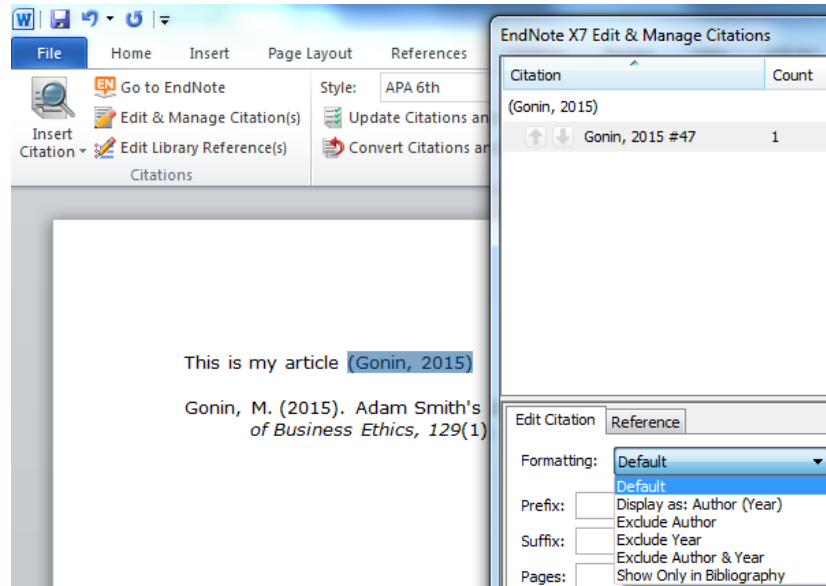 File Home Insert Page Layout References
Insert Citation
EN Go to EndNote
Edit & Manage Citation(s)
Edit Library Reference(s)
Citations
Style: APA 6th
Update Citations an
Convert Citations an
This is my article (Gonin, 2015)
Gonin, M. (2015). Adam Smith's
of Business Ethics, 129(1)
EndNote X7 Edit & Manage Citations
Citation Count
(Gonin, 2015)
Gonin, 2015 #47 1
Edit Citation Reference
Formatting: Default
Default
Display as: Author (Year)
Exclude Author
Exclude Year
Exclude Author & Year
Show Only in Bibliography
Prefix:
Suffix:
Pages: